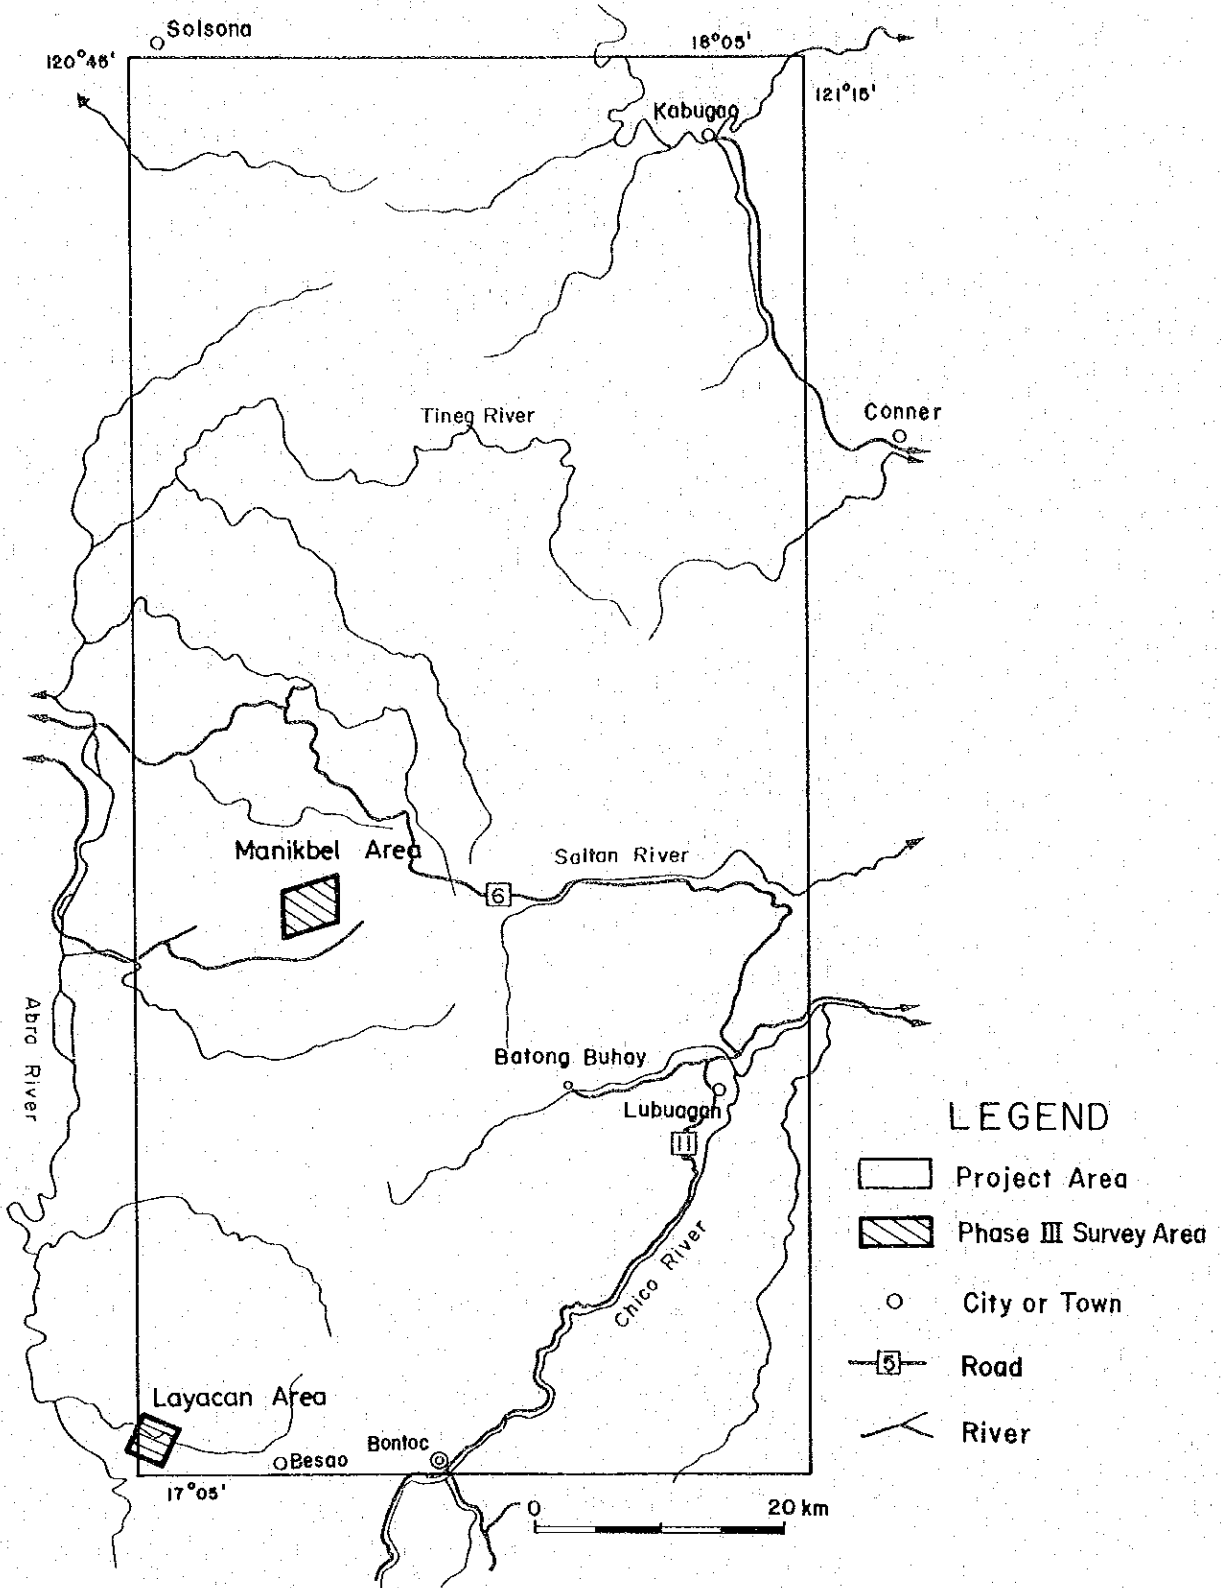 Solsona
120°45'
18°05'
121°15'
Kabugao
Tineg River
Conner
Manikbel Area
Saltan River
6
Abra River
Batong Buhay
Lubuagan
11
Chico River
Layacan Area
Besao
Bontoc
17°05'
0 20 km
LEGEND
Project Area
Phase III Survey Area
City or Town
5 Road
River